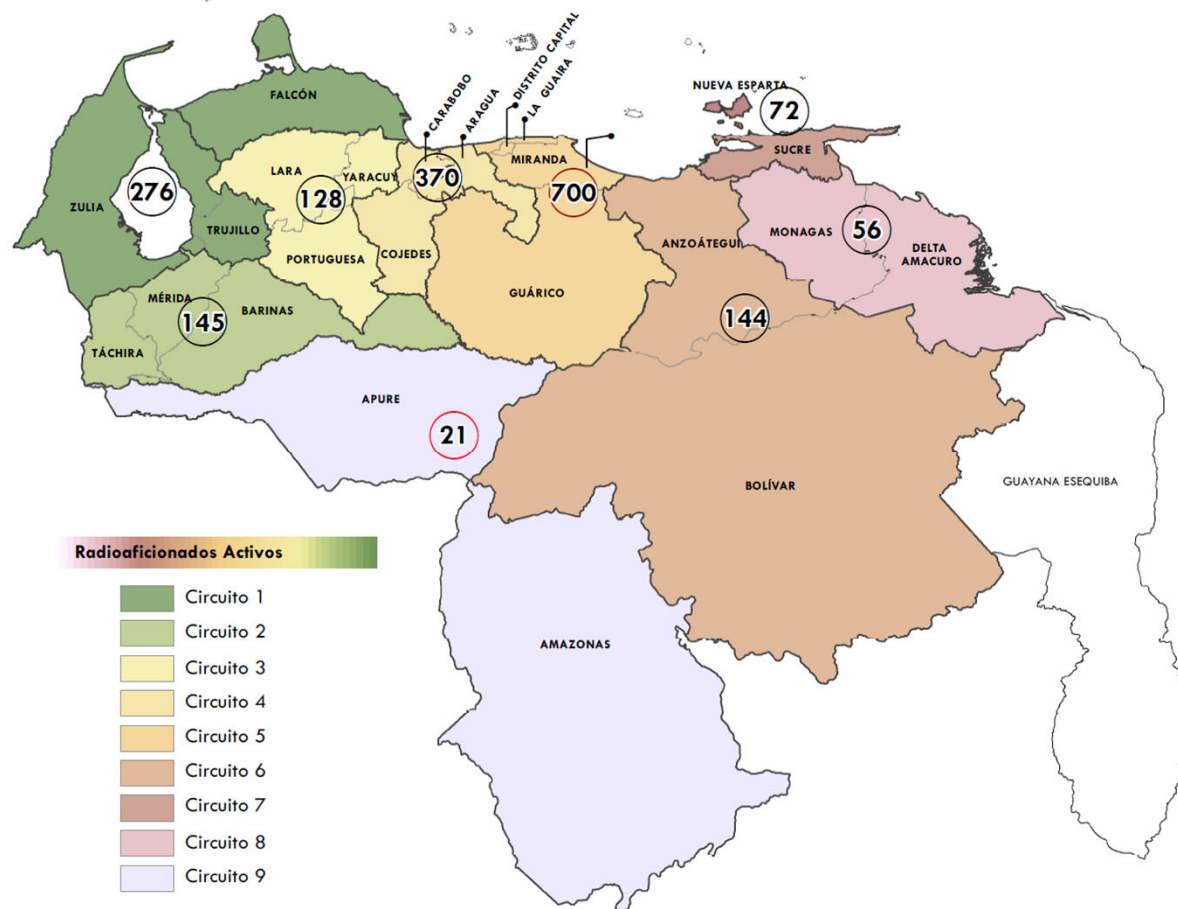 DISTRITO CAPITAL
LA GUAIRA
CARABOBO
ARAGUA
NUEVA ESPARTA
72
FALCÓN
SUCRE
MIRANDA
LARA
YARACUY
370
700
276
128
ZULIA
TRUJILLO
PORTUGUESA
COJEDES
ANZOÁTEGUI
MONAGAS
56
DELTA
AMACURO
GUÁRICO
MÉRIDA
BARINAS
145
144
TÁCHIRA
APURE
21
BOLÍVAR
GUAYANA ESEQUIBA
Radioaficionados Activos
Circuito 1
Circuito 2
Circuito 3
Circuito 4
Circuito 5
Circuito 6
Circuito 7
Circuito 8
Circuito 9
AMAZONAS